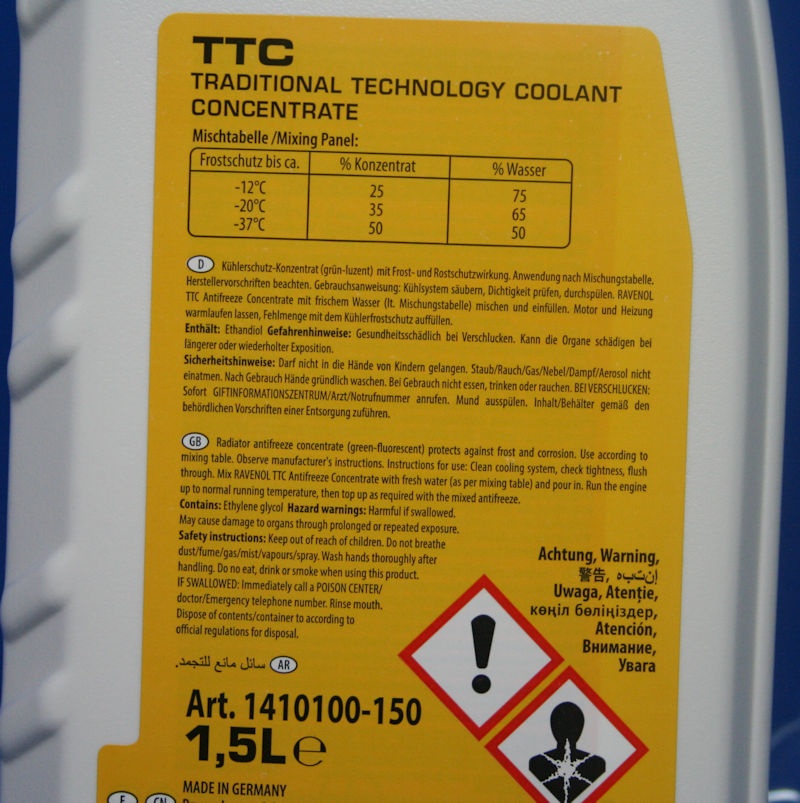 TTC
TRADITIONAL TECHNOLOGY COOLANT
CONCENTRATE
Mischtabelle /Mixing Panel:
Frostschutz bis ca. % Konzentrat % Wasser
-12°C 25 75
-20°C 35 65
-37°C 50 50
D Kühlerschutz-Konzentrat (grün-luzent) mit Frost- und Rostschutzwirkung. Anwendung nach Mischungstabelle.
Herstellervorschriften beachten. Gebrauchsanweisung: Kühlsystem säubern, Dichtigkeit prüfen, durchspülen. RAVENOL
TTC Antifreeze Concentrate mit frischem Wasser (lt. Mischungstabelle) mischen und einfüllen. Motor und Heizung
warmlaufen lassen, Fehlmenge mit dem Kühlerfrostschutz auffüllen.
Enthält: Ethandiol Gefahrenhinweise: Gesundheitsschädlich bei Verschlucken. Kann die Organe schädigen bei
längerer oder wiederholter Exposition.
Sicherheitshinweise: Darf nicht in die Hände von Kindern gelangen. Staub/Rauch/Gas/Nebel/Dampf/Aerosol nicht
einatmen. Nach Gebrauch Hände gründlich waschen. Bei Gebrauch nicht essen, trinken oder rauchen. BEI VERSCHLUCKEN:
Sofort GIFTINFORMATIONSZENTRUM/Arzt/Notrufnummer anrufen. Mund ausspülen. Inhalt/Behälter gemäß den
behördlichen Vorschriften einer Entsorgung zuführen.
GB Radiator antifreeze concentrate (green-fluorescent) protects against frost and corrosion. Use according to
mixing table. Observe manufacturer's instructions. Instructions for use: Clean cooling system, check tightness, flush
through. Mix RAVENOL TTC Antifreeze Concentrate with fresh water (as per mixing table) and pour in. Run the engine
up to normal running temperature, then top up as required with the mixed antifreeze.
Contains: Ethylene glycol Hazard warnings: Harmful if swallowed.
May cause damage to organs through prolonged or repeated exposure.
Safety instructions: Keep out of reach of children. Do not breathe
dust/fume/gas/mist/vapours/spray. Wash hands thoroughly after
handling. Do no eat, drink or smoke when using this product.
IF SWALLOWED: Immediately call a POISON CENTER/
doctor/Emergency telephone number. Rinse mouth.
Dispose of contents/container to according to
official regulations for disposal.
Achtung, Warning,
警告, إنتبهوا
Uwaga, Atenție,
көңіл бөліңіздер,
Atención,
Внимание,
Увага
AR سائل مانع للتجمد.
Art. 1410100-150
1,5L ℮
MADE IN GERMANY
F CN